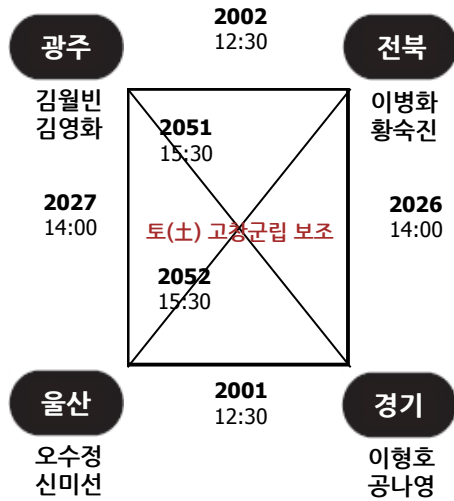 2002
12:30
광주
전북
김월빈
김영화
이병화
황숙진
2051
15:30
2027
14:00
2026
14:00
토(土) 고창군립 보조
2052
15:30
울산
2001
12:30
경기
오수정
신미선
이형호
공나영